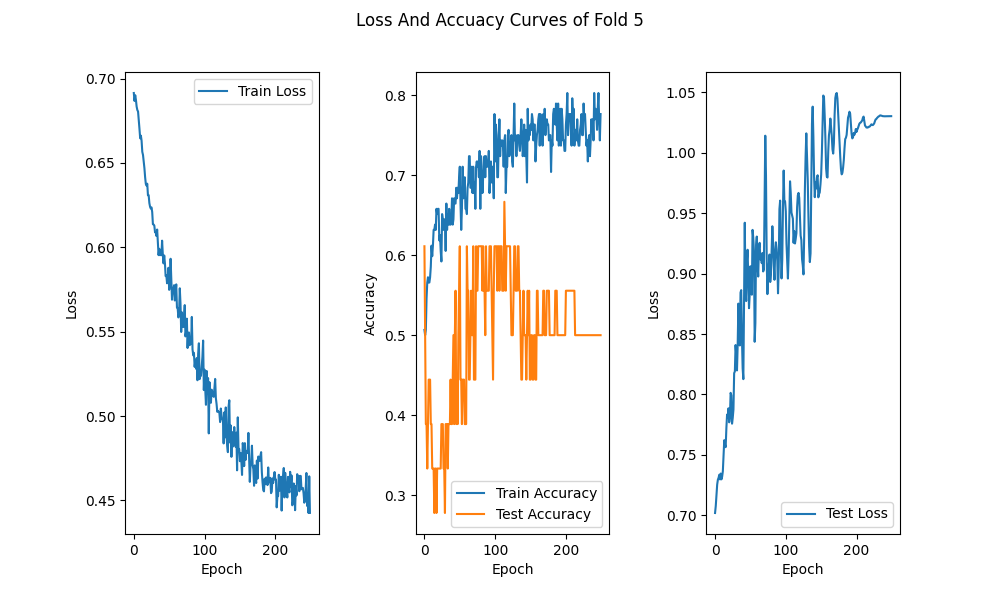 Loss And Accuacy Curves of Fold 5
0.70
0.65
0.60
0.55
0.50
0.45
Loss
Train Loss
0 100 200
Epoch
0.8
0.7
0.6
0.5
0.4
0.3
Accuracy
Train Accuracy
Test Accuracy
0 100 200
Epoch
1.05
1.00
0.95
0.90
0.85
0.80
0.75
0.70
Loss
Test Loss
0 100 200
Epoch